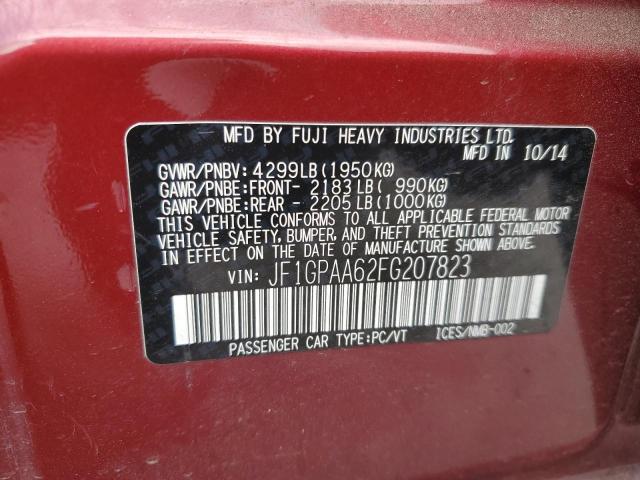 MFD BY FUJI HEAVY INDUSTRIES LTD.
MFD IN 10/14
GVWR/PNBV: 4299LB(1950KG)
GAWR/PNBE:FRONT- 2183LB( 990KG)
GAWR/PNBE:REAR - 2205LB(1000KG)
THIS VEHICLE CONFORMS TO ALL APPLICABLE FEDERAL MOTOR
VEHICLE SAFETY, BUMPER, AND THEFT PREVENTION STANDARDS
IN EFFECT ON THE DATE OF MANUFACTURE SHOWN ABOVE.
VIN: JF1GPAA62FG207823
PASSENGER CAR TYPE:PC/VT ICES/NMB-002